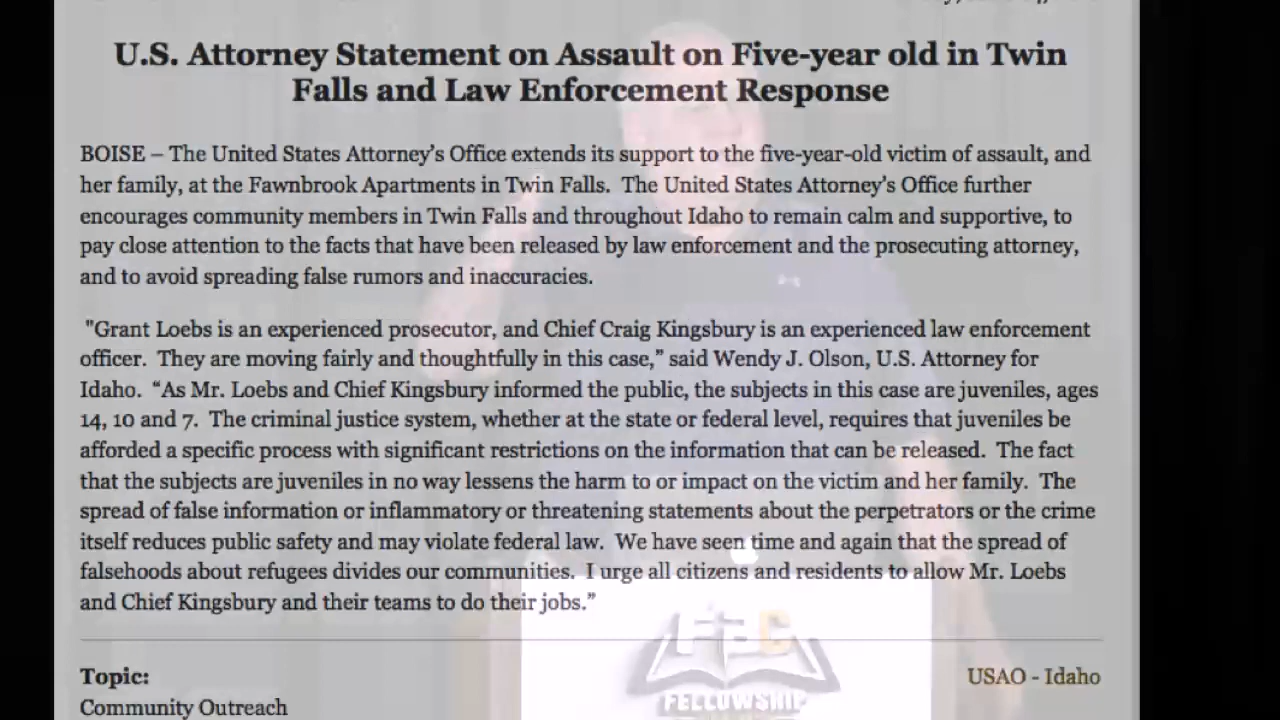 U.S. Attorney Statement on Assault on Five-year old in Twin
Falls and Law Enforcement Response
BOISE – The United States Attorney's Office extends its support to the five-year-old victim of assault, and
her family, at the Fawnbrook Apartments in Twin Falls.  The United States Attorney's Office further
encourages community members in Twin Falls and throughout Idaho to remain calm and supportive, to
pay close attention to the facts that have been released by law enforcement and the prosecuting attorney,
and to avoid spreading false rumors and inaccuracies.
"Grant Loebs is an experienced prosecutor, and Chief Craig Kingsbury is an experienced law enforcement
officer.  They are moving fairly and thoughtfully in this case,” said Wendy J. Olson, U.S. Attorney for
Idaho.  “As Mr. Loebs and Chief Kingsbury informed the public, the subjects in this case are juveniles, ages
14, 10 and 7.  The criminal justice system, whether at the state or federal level, requires that juveniles be
afforded a specific process with significant restrictions on the information that can be released.  The fact
that the subjects are juveniles in no way lessens the harm to or impact on the victim and her family.  The
spread of false information or inflammatory or threatening statements about the perpetrators or the crime
itself reduces public safety and may violate federal law.  We have seen time and again that the spread of
falsehoods about refugees divides our communities.  I urge all citizens and residents to allow Mr. Loebs
and Chief Kingsbury and their teams to do their jobs.”
Topic:
USAO - Idaho
Community Outreach
FBC
FELLOWSHIP